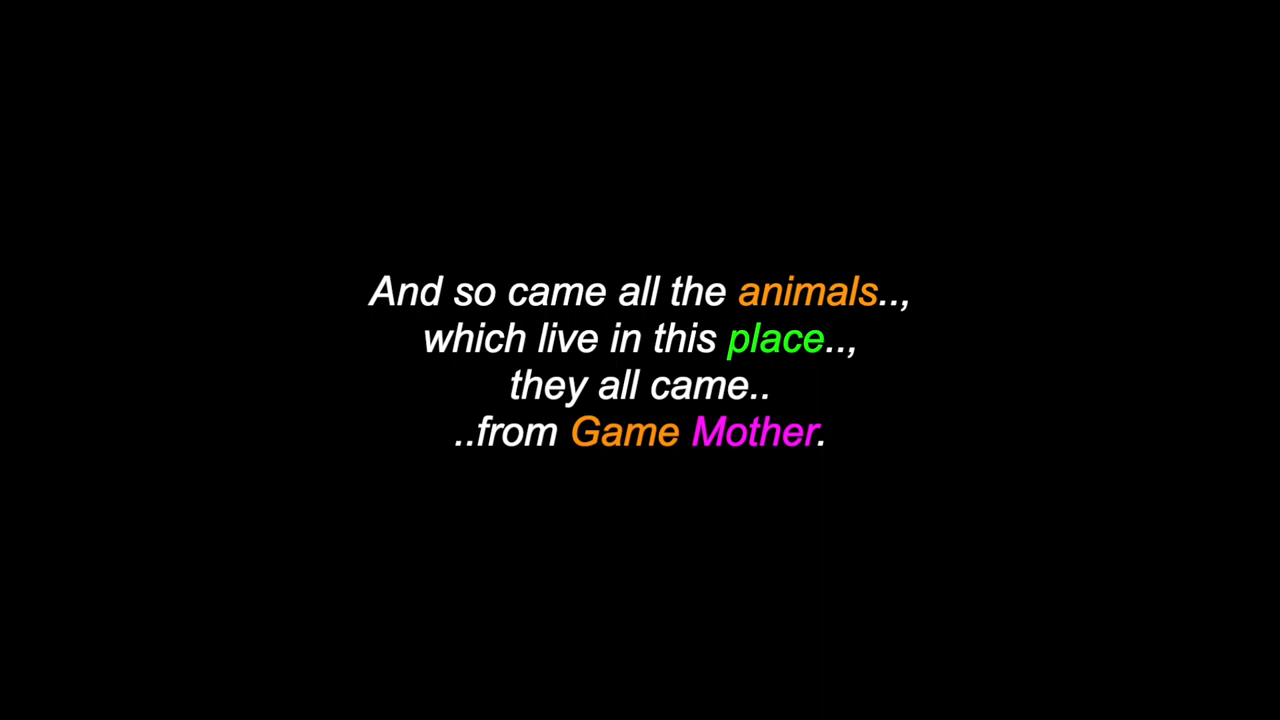 And so came all the animals..,
which live in this place..,
they all came..
..from Game Mother.